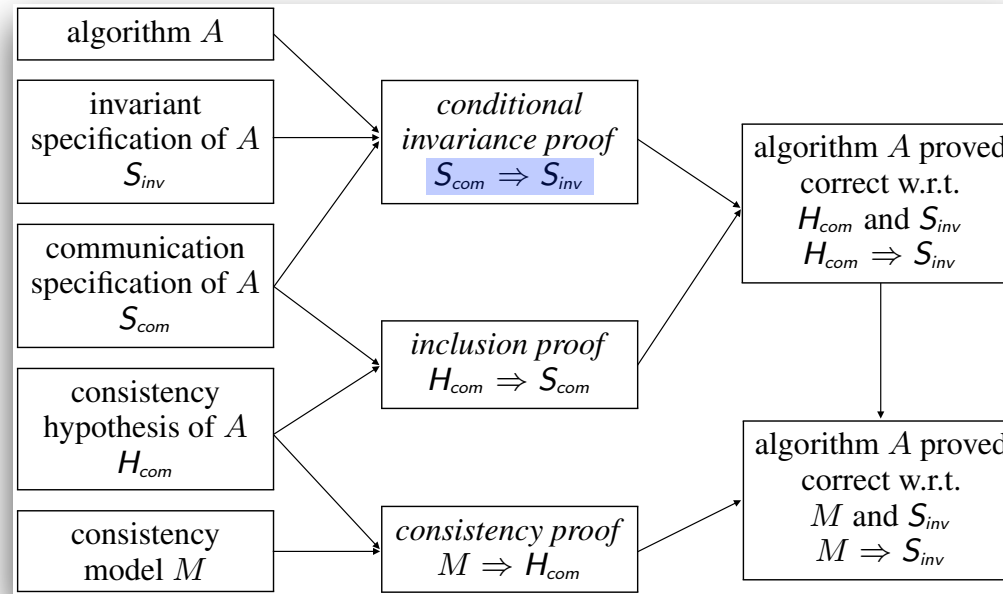 algorithm A
invariant
specification of A
S_inv
communication
specification of A
S_com
consistency
hypothesis of A
H_com
consistency
model M
conditional
invariance proof
S_com ⇒ S_inv
inclusion proof
H_com ⇒ S_com
consistency proof
M ⇒ H_com
algorithm A proved
correct w.r.t.
H_com and S_inv
H_com ⇒ S_inv
algorithm A proved
correct w.r.t.
M and S_inv
M ⇒ S_inv